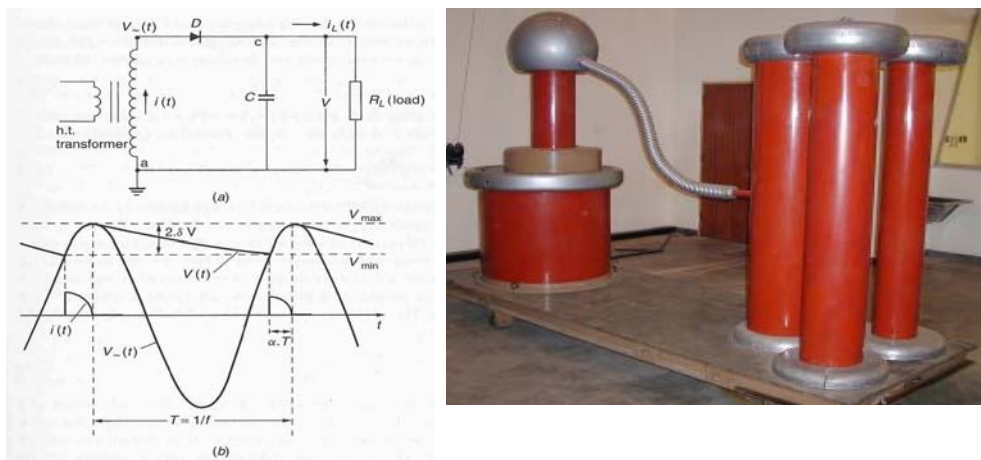 V~(t)
D
i_L(t)
c
i(t)
C
V
R_L (load)
h.t.
transformer
a
(a)
V_max
2.δV
V(t)
V_min
i(t)
t
V~(t)
α.T
T = 1/f
(b)